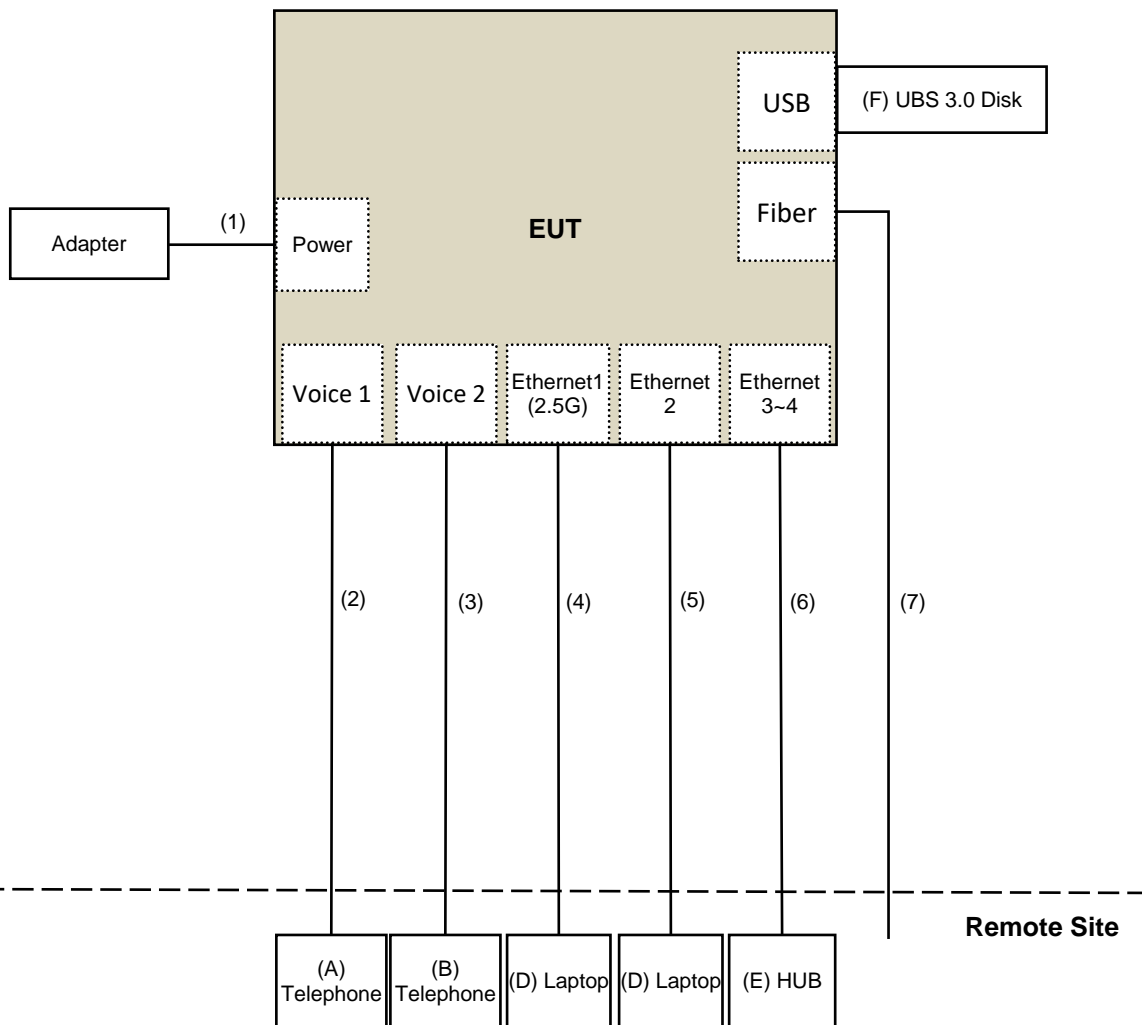 USB
(F) UBS 3.0 Disk
Fiber
EUT
(1)
Adapter
Power
Voice 1
Voice 2
Ethernet1
(2.5G)
Ethernet
2
Ethernet
3~4
(2)
(3)
(4)
(5)
(6)
(7)
Remote Site
(A)
Telephone
(B)
Telephone
(D) Laptop
(D) Laptop
(E) HUB